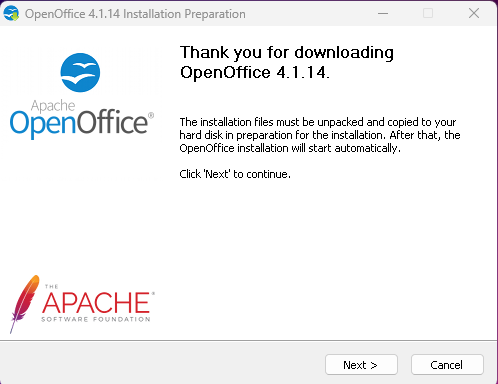 OpenOffice 4.1.14 Installation Preparation
Thank you for downloading
OpenOffice 4.1.14.
Apache
OpenOffice®
The installation files must be unpacked and copied to your
hard disk in preparation for the installation. After that, the
OpenOffice installation will start automatically.
Click 'Next' to continue.
THE
APACHE®
SOFTWARE FOUNDATION
Next >
Cancel